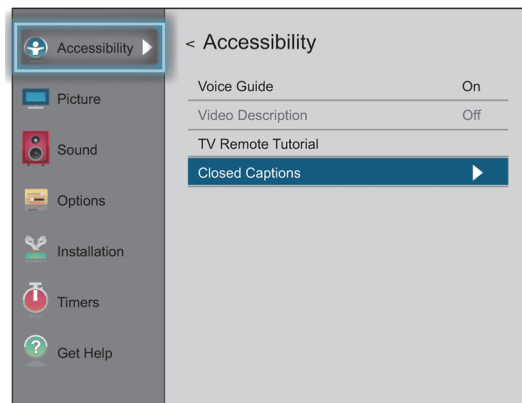 Accessibility
Picture
Sound
Options
Installation
Timers
? Get Help
< Accessibility
Voice Guide On
Video Description Off
TV Remote Tutorial
Closed Captions